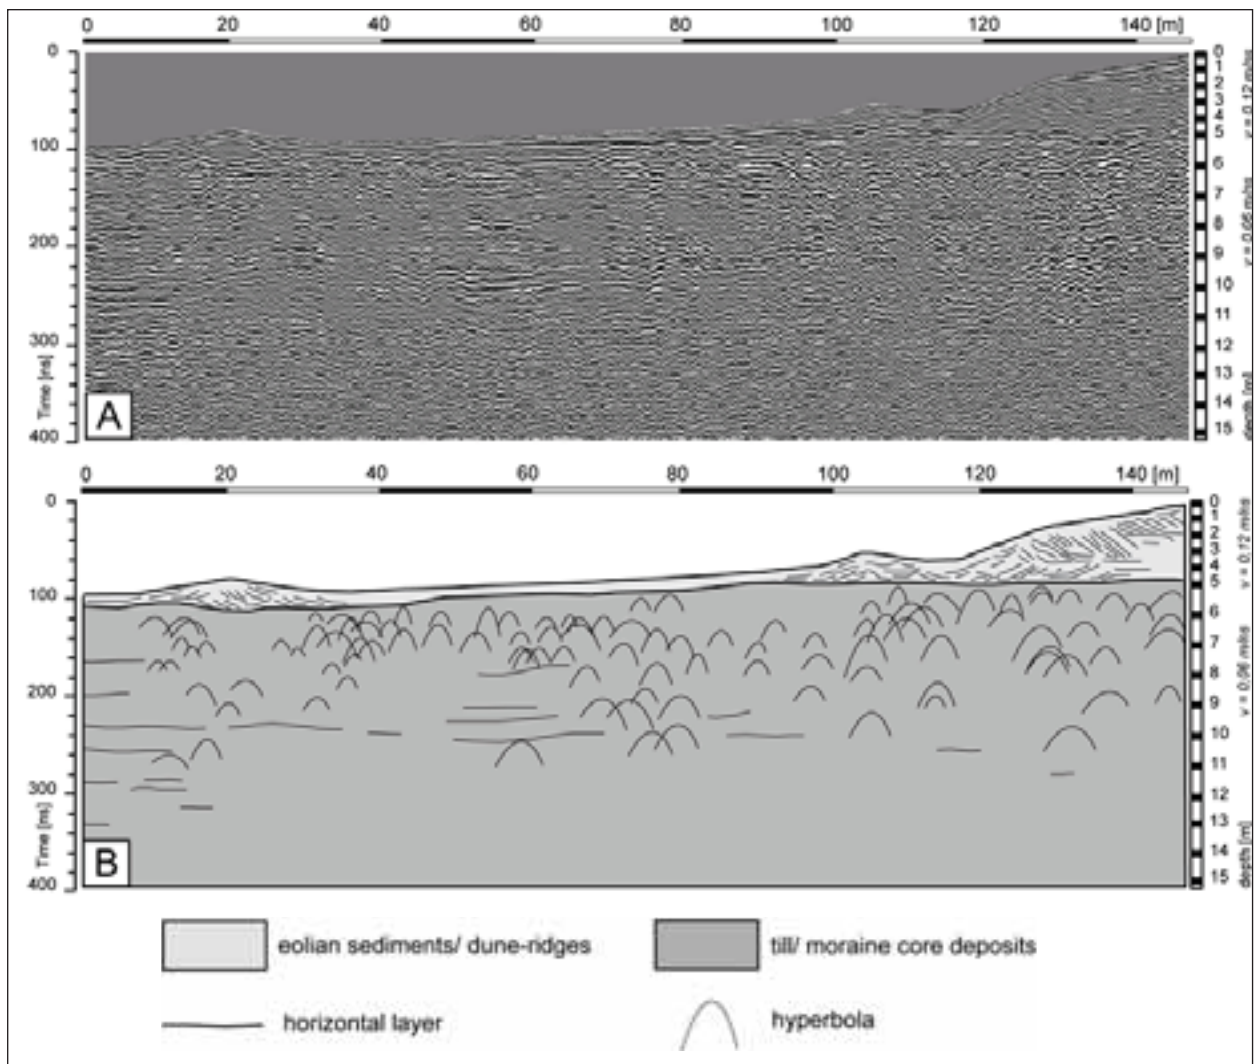 0 20 40 60 80 100 120 140 [m]
0
100
200
300
400
Time [ns]
A
0
1
2
3
4
5
6
7
8
9
10
11
12
13
14
15
v = 0.12 m/ns
v = 0.06 m/ns
depth [m]
0 20 40 60 80 100 120 140 [m]
0
100
200
300
400
Time [ns]
B
0
1
2
3
4
5
6
7
8
9
10
11
12
13
14
15
v = 0.12 m/ns
v = 0.06 m/ns
depth [m]
eolian sediments/ dune-ridges
till/ moraine core deposits
horizontal layer
hyperbola